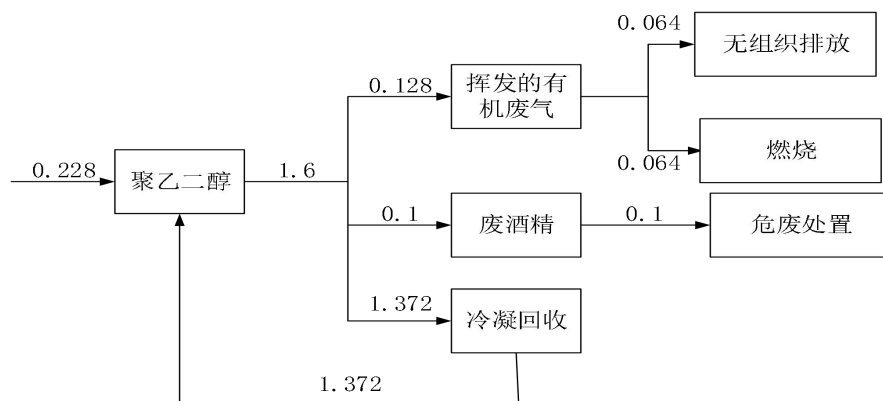 0.064
无组织排放
0.128
挥发的有
机废气
0.064
燃烧
0.228
聚乙二醇
1.6
0.1
废酒精
0.1
危废处置
1.372
冷凝回收
1.372